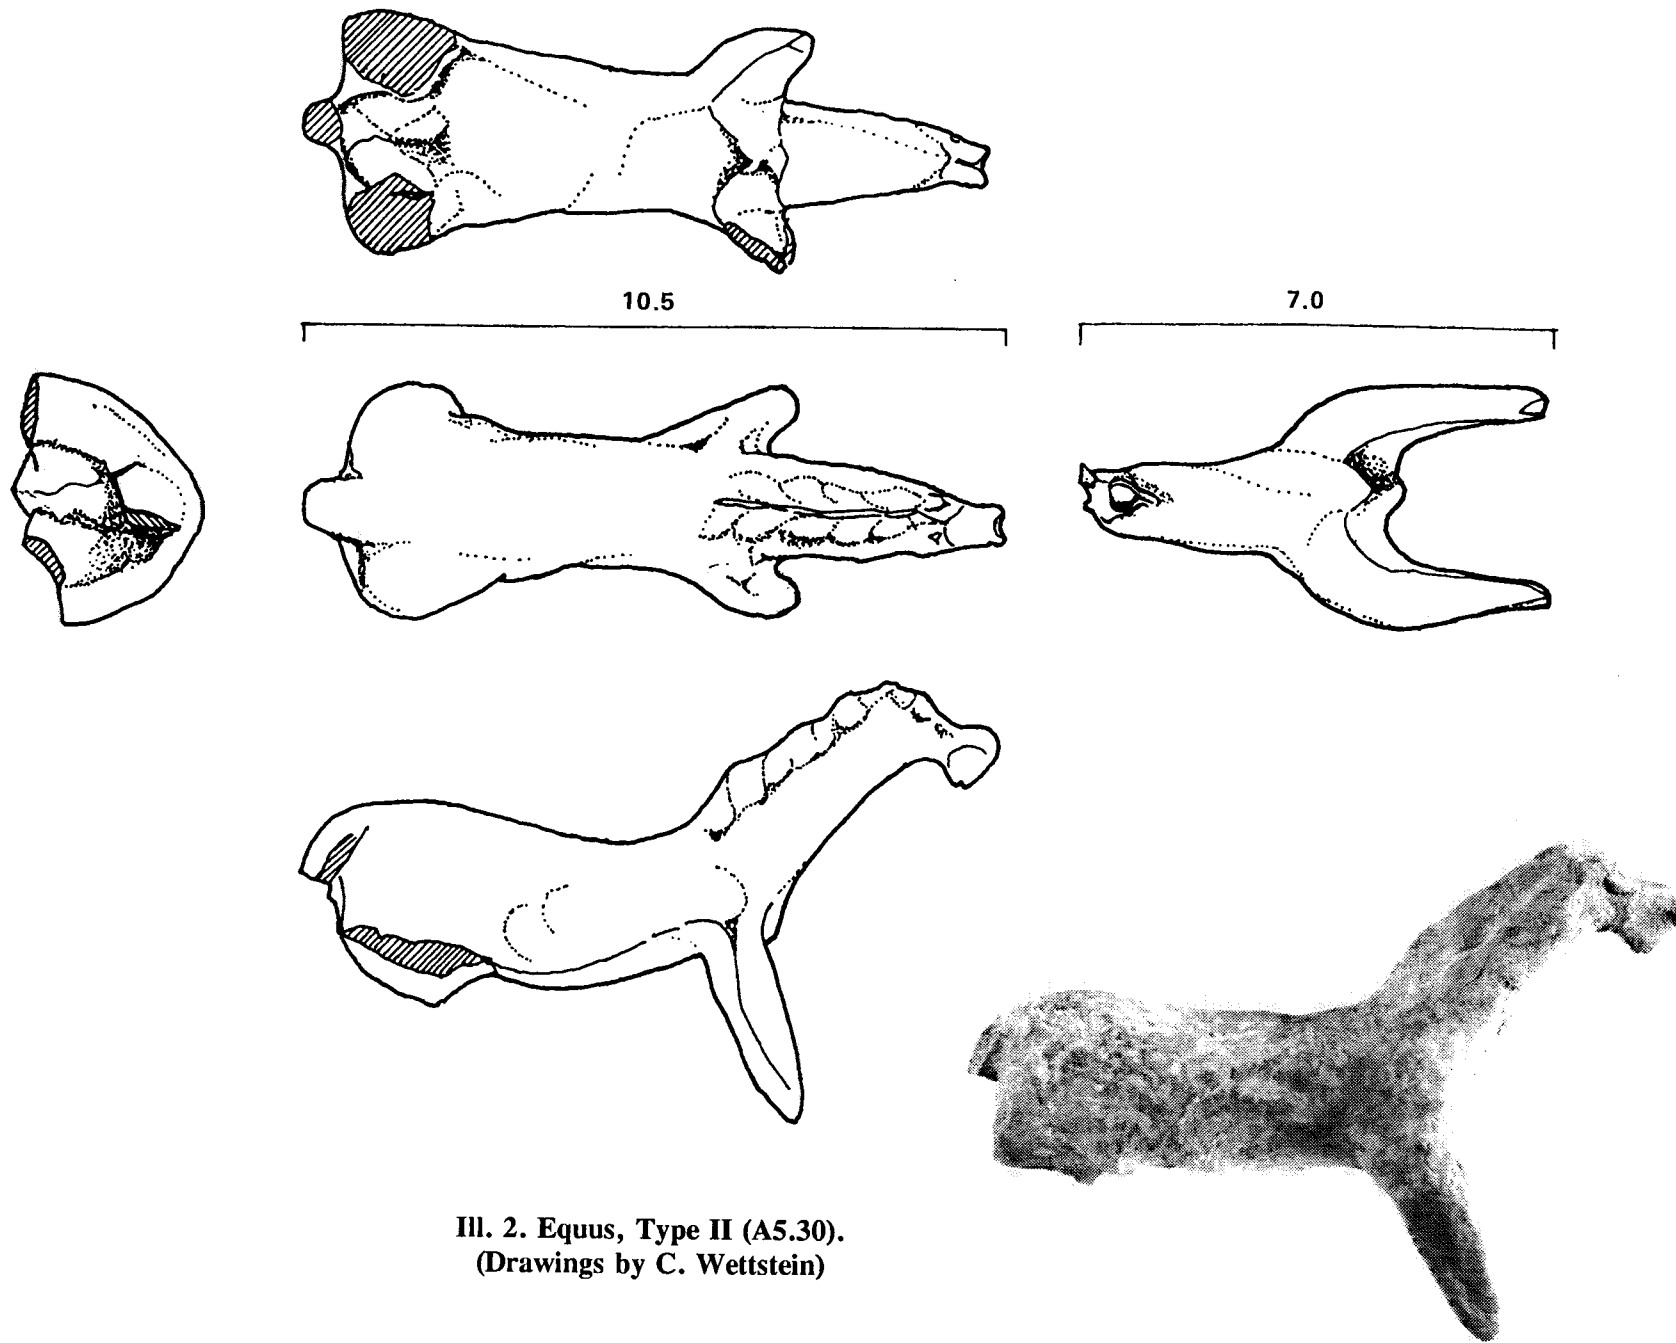 10.5
7.0
Ill. 2. Equus, Type II (A5.30).
(Drawings by C. Wettstein)